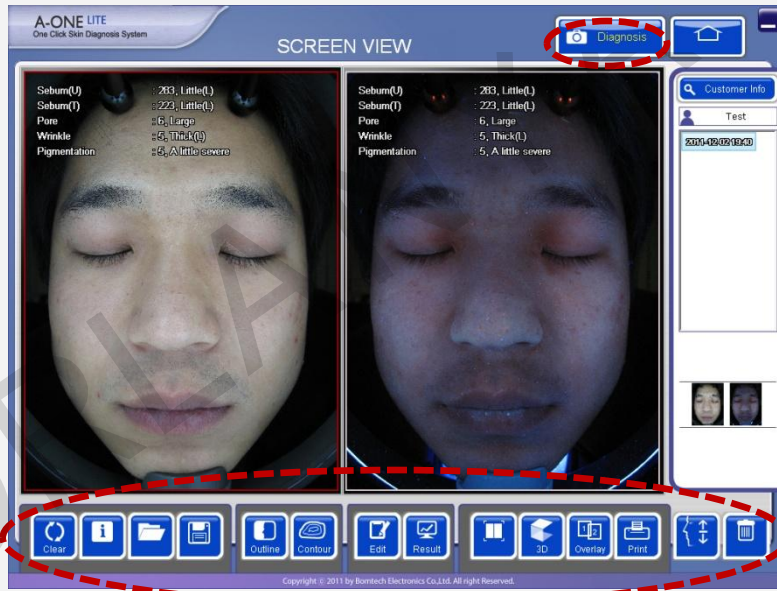 A-ONE LITE
One Click Skin Diagnosis System
SCREEN VIEW
Diagnosis
Sebum(U) : 283, Little(L)
Sebum(T) : 223, Little(L)
Pore : 6, Large
Wrinkle : 5, Thick(L)
Pigmentation : 5, A little severe
Sebum(U) : 283, Little(L)
Sebum(T) : 223, Little(L)
Pore : 6, Large
Wrinkle 5, Thick(L)
Pigmentation : 5, A little severe
Customer Info
Test
2011-12-02 19:40
Clear
Outline
Contour
Edit
Result
3D
1 2
Overlay
Print
Copyright © 2011 by Bomtech Electronics Co.,Ltd. All right Reserved.